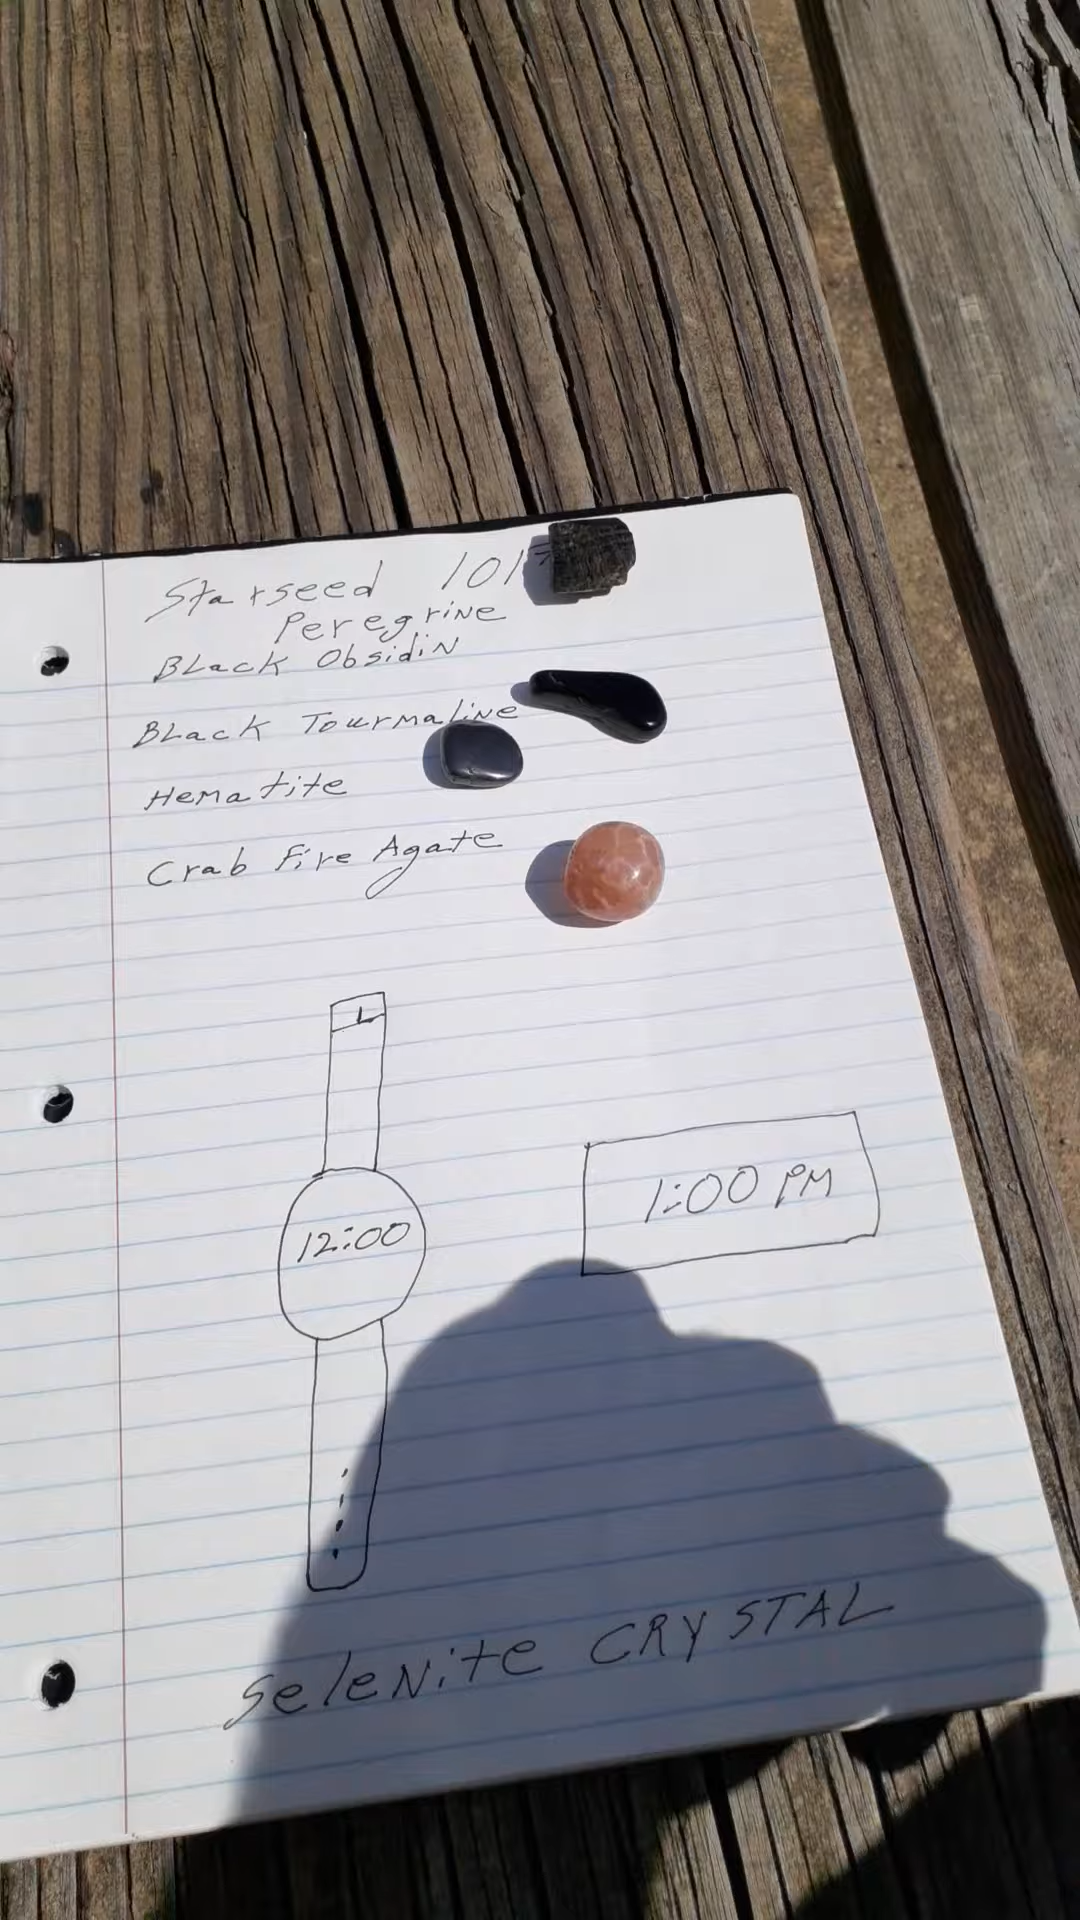 Starseed 101
Peregrine
Black Obsidin
Black Tourmaline
Hematite
Crab Fire Agate
L
12:00
1:00 PM
Selenite CRYSTAL